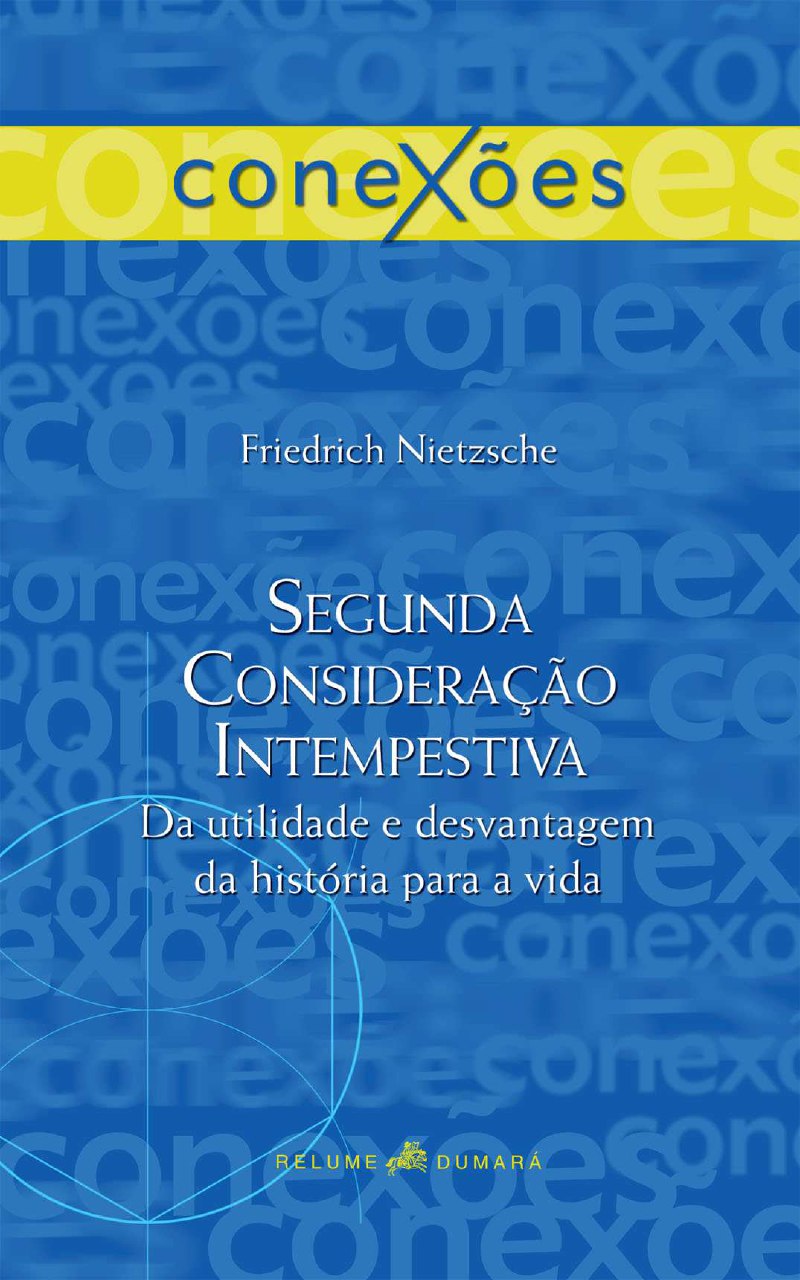 coneXões
Friedrich Nietzsche
SEGUNDA
CONSIDERAÇÃO
INTEMPESTIVA
Da utilidade e desvantagem
da história para a vida
RELUME DUMARÁ